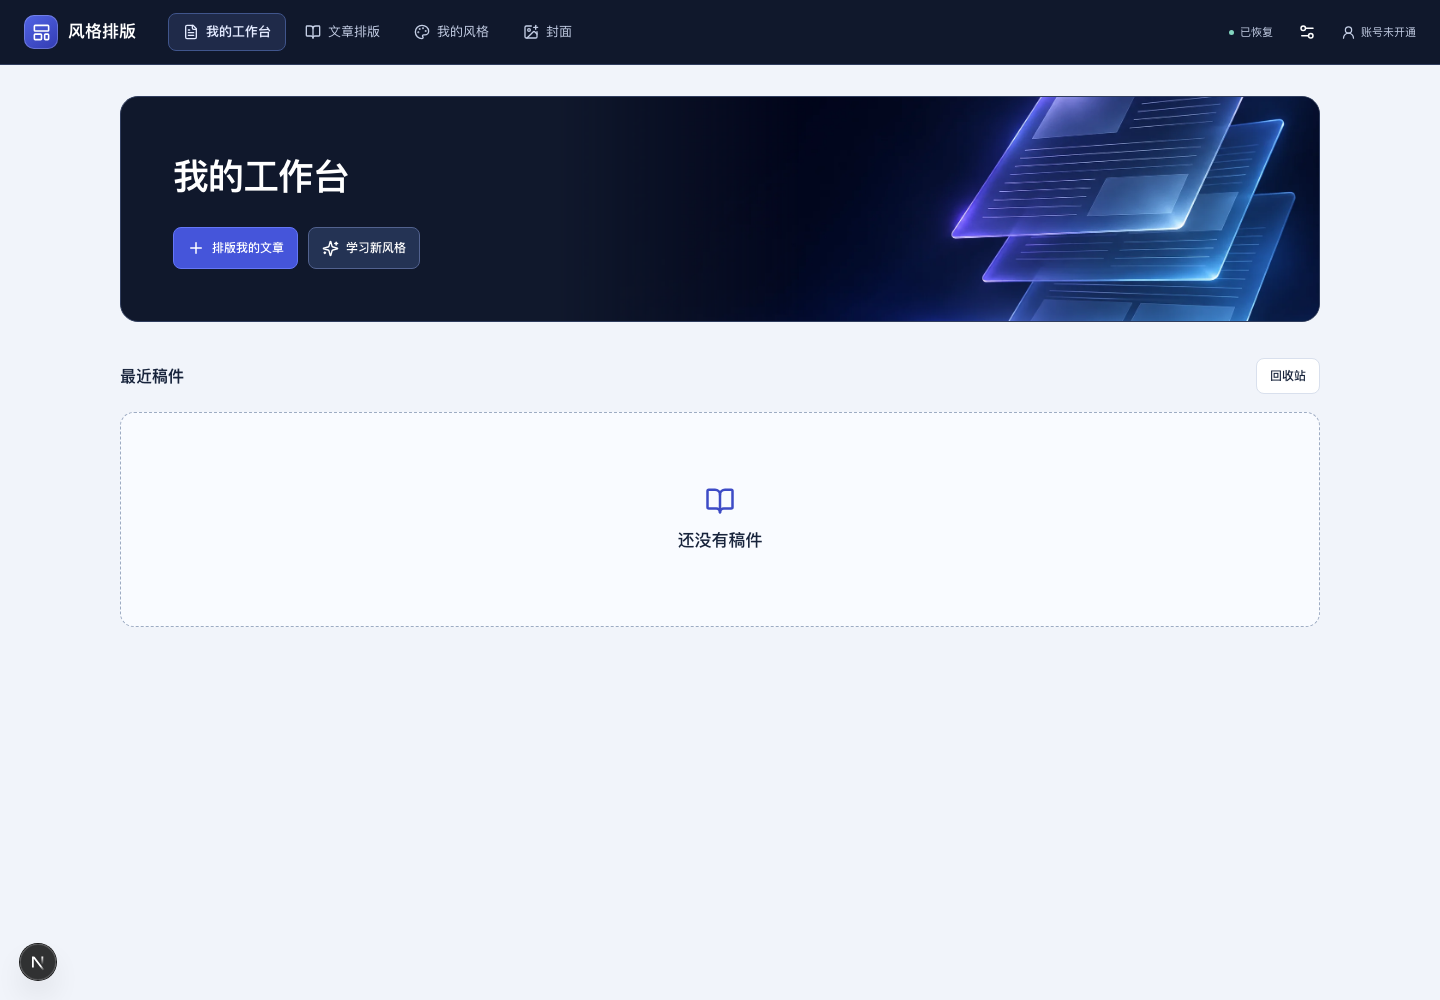 风格排版
我的工作台
文章排版
我的风格
封面
已恢复
账号未开通
我的工作台
排版我的文章
学习新风格
最近稿件
回收站
还没有稿件
N